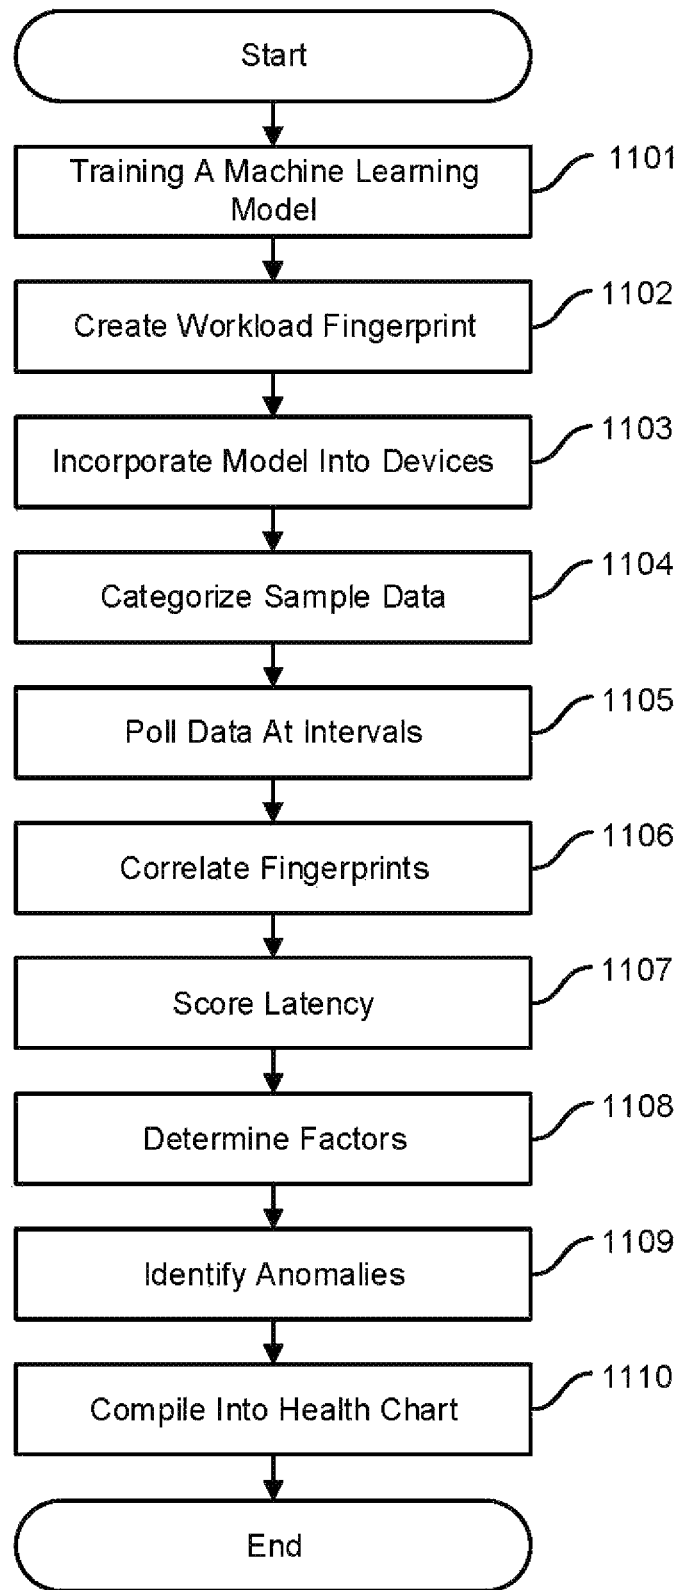 Start
Training A Machine Learning
Model
1101
Create Workload Fingerprint
1102
Incorporate Model Into Devices
1103
Categorize Sample Data
1104
Poll Data At Intervals
1105
Correlate Fingerprints
1106
Score Latency
1107
Determine Factors
1108
Identify Anomalies
1109
Compile Into Health Chart
1110
End